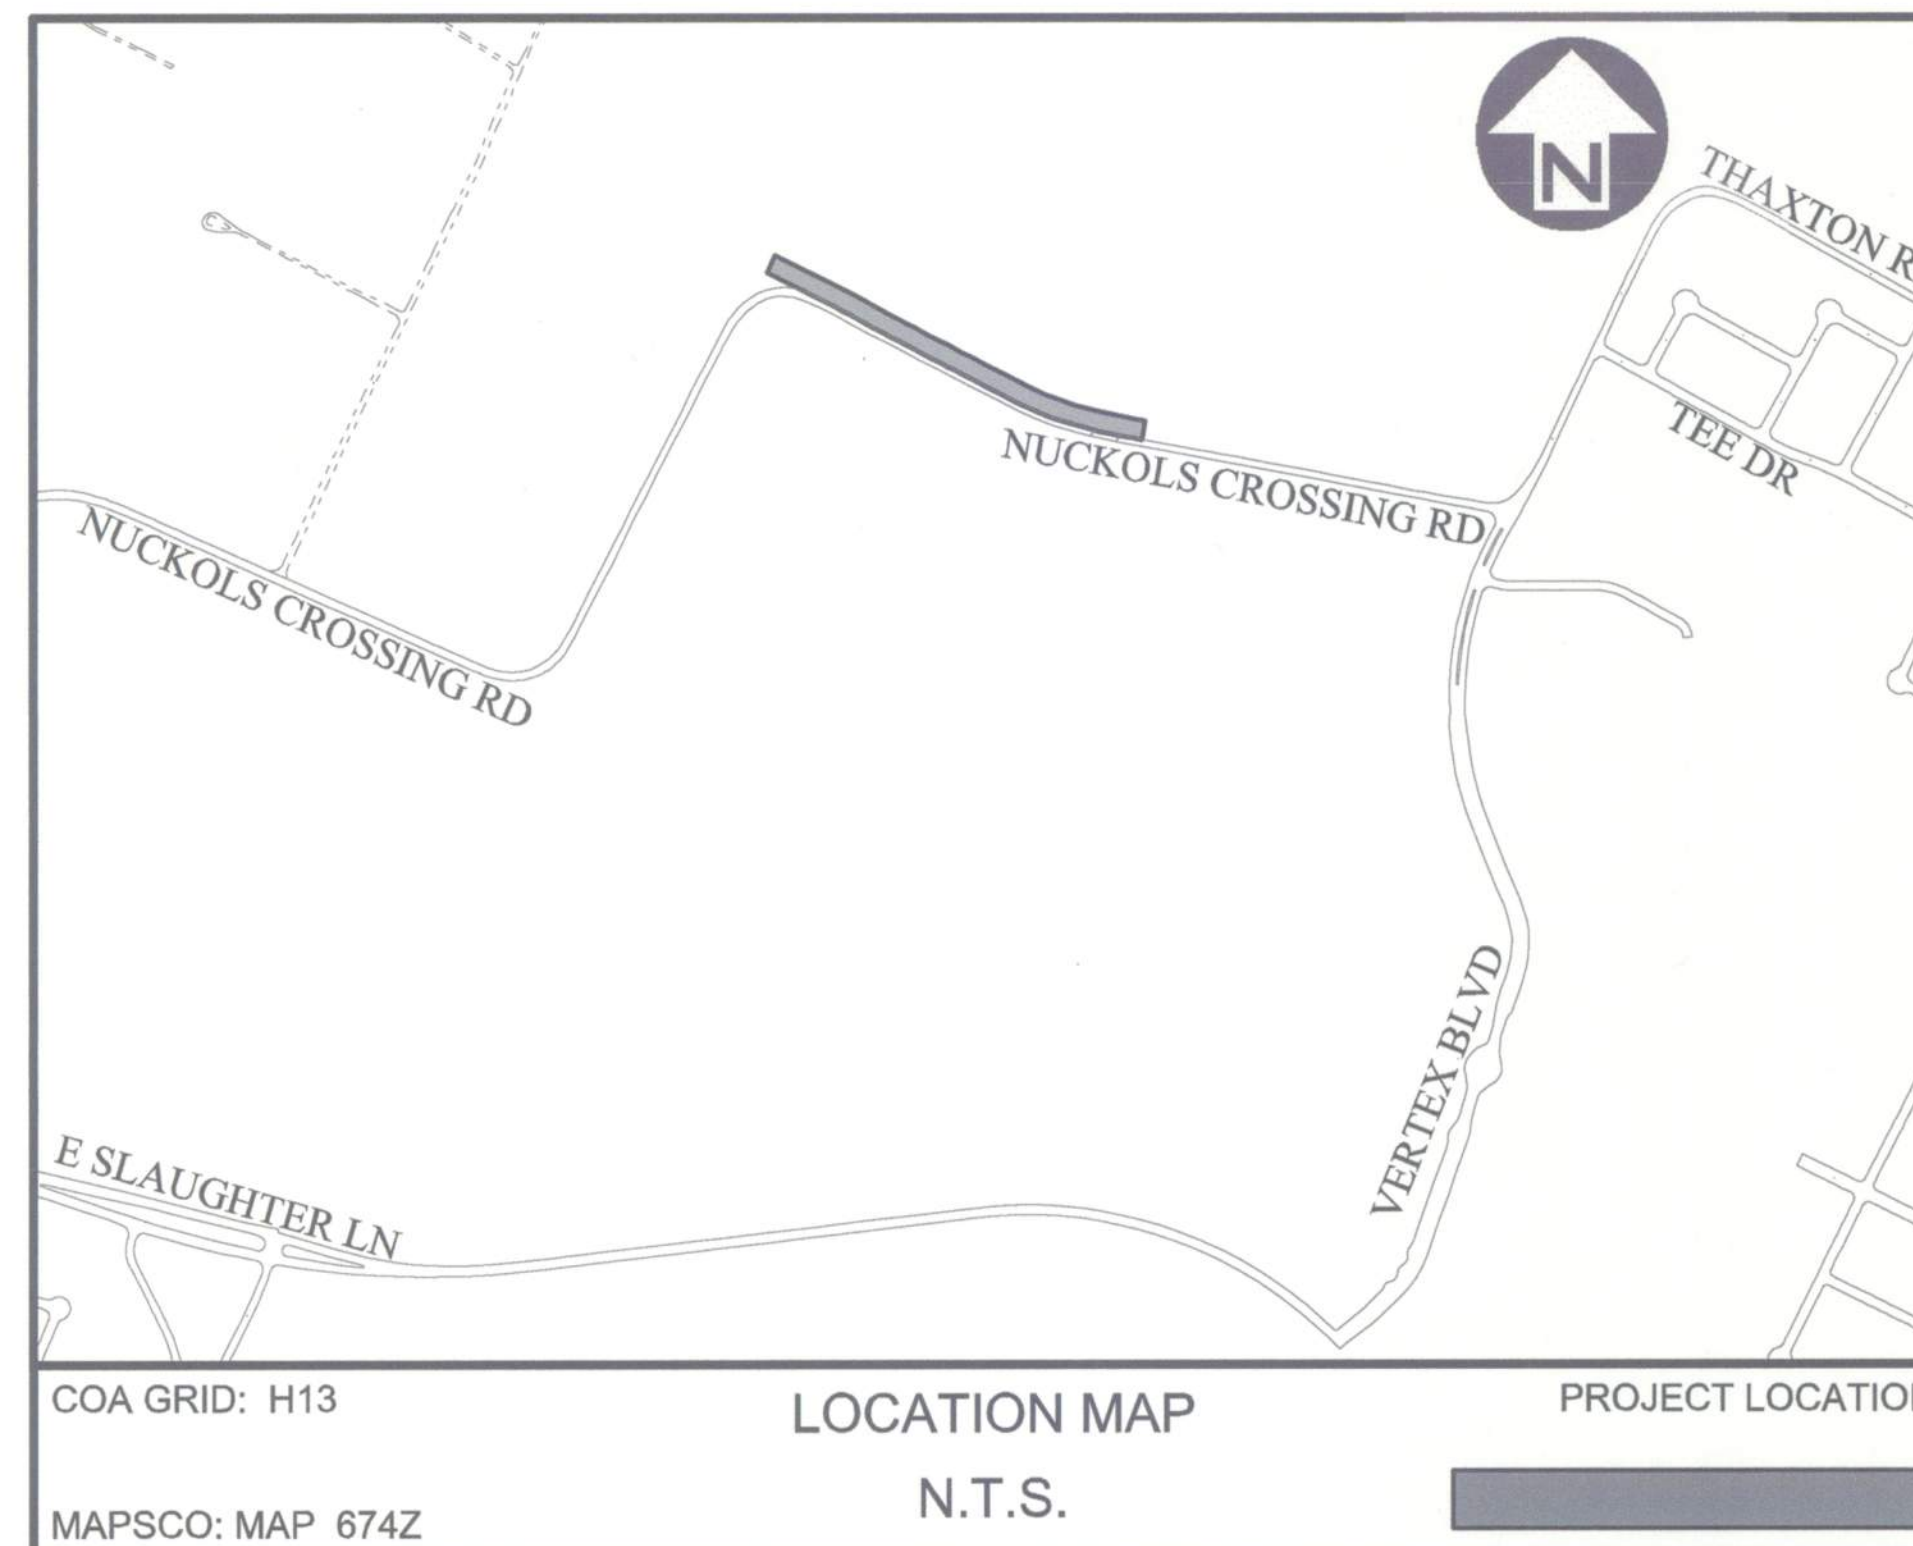 N
THAXTON R
TEE DR
NUCKOLS CROSSING RD
NUCKOLS CROSSING RD
VERTEX BLVD
E SLAUGHTER LN
COA GRID: H13
LOCATION MAP
PROJECT LOCATION
N.T.S.
MAPSCO: MAP 674Z